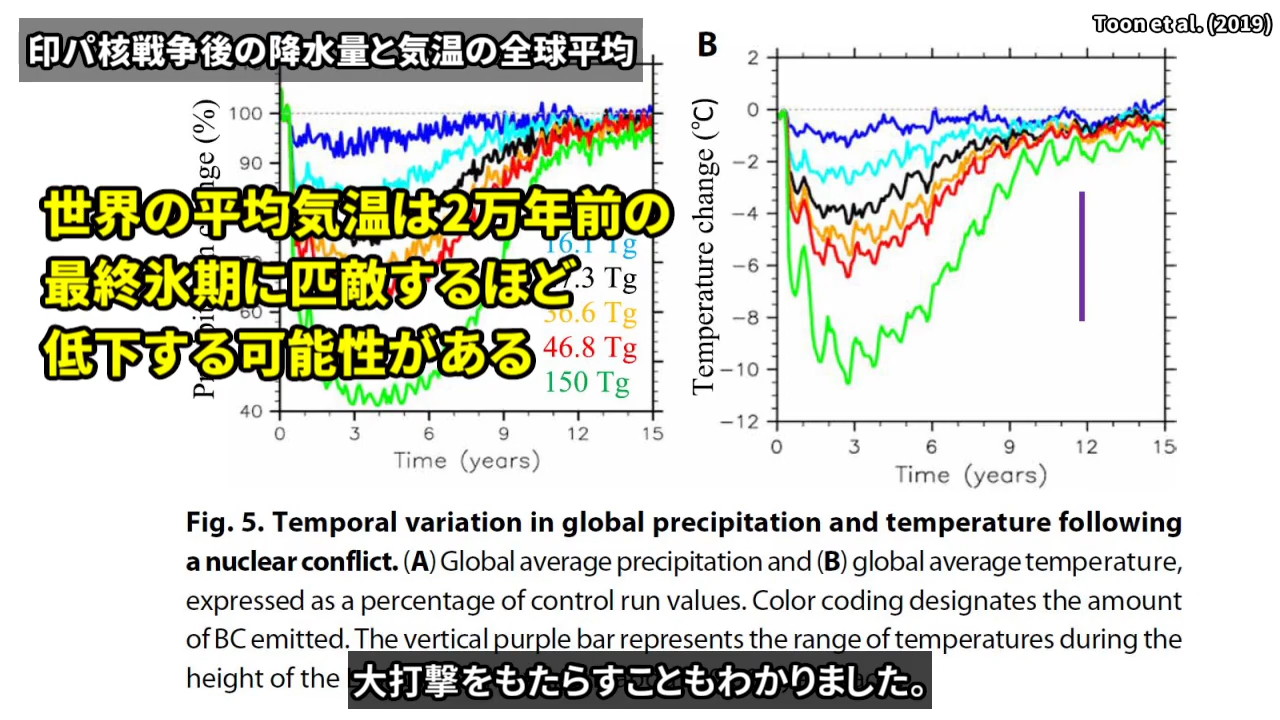 Toon et al. (2019)
印パ核戦争後の降水量と気温の全球平均
B
世界の平均気温は2万年前の
最終氷期に匹敵するほど
低下する可能性がある
100
90
60
40
16.1 Tg
46.8 Tg
150 Tg
0 3 6 9 12 15
Time (years)
Temperature change (℃)
2
0
−2
−4
−6
−8
−10
−12
0 3 6 9 12 15
Time (years)
Fig. 5. Temporal variation in global precipitation and temperature following
a nuclear conflict. (A) Global average precipitation and (B) global average temperature,
expressed as a percentage of control run values. Color coding designates the amount
of BC emitted. The vertical purple bar represents the range of temperatures during the
height of the
大打撃をもたらすこともわかりました。